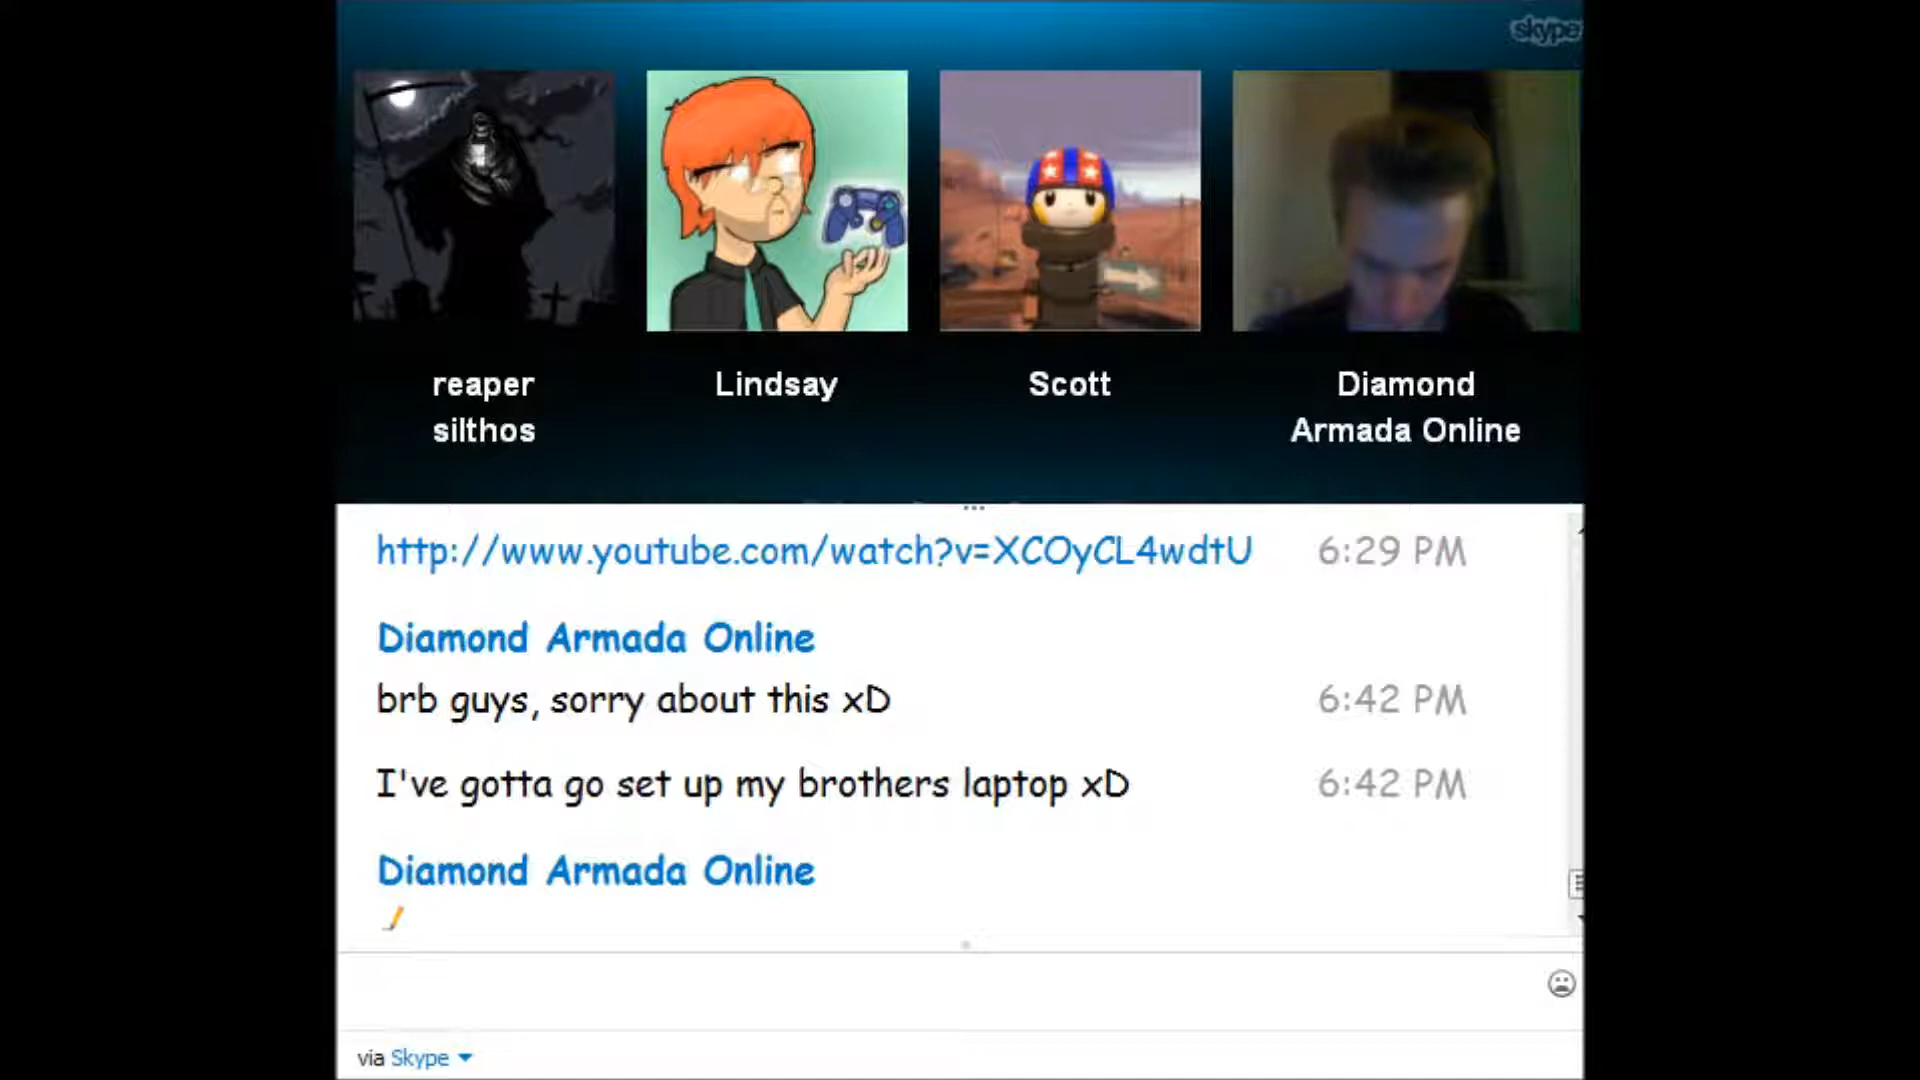 skype
reaper
silthos
Lindsay
Scott
Diamond
Armada Online
http://www.youtube.com/watch?v=XCOyCL4wdtU 6:29 PM
Diamond Armada Online
brb guys, sorry about this xD 6:42 PM
I've gotta go set up my brothers laptop xD 6:42 PM
Diamond Armada Online
via Skype